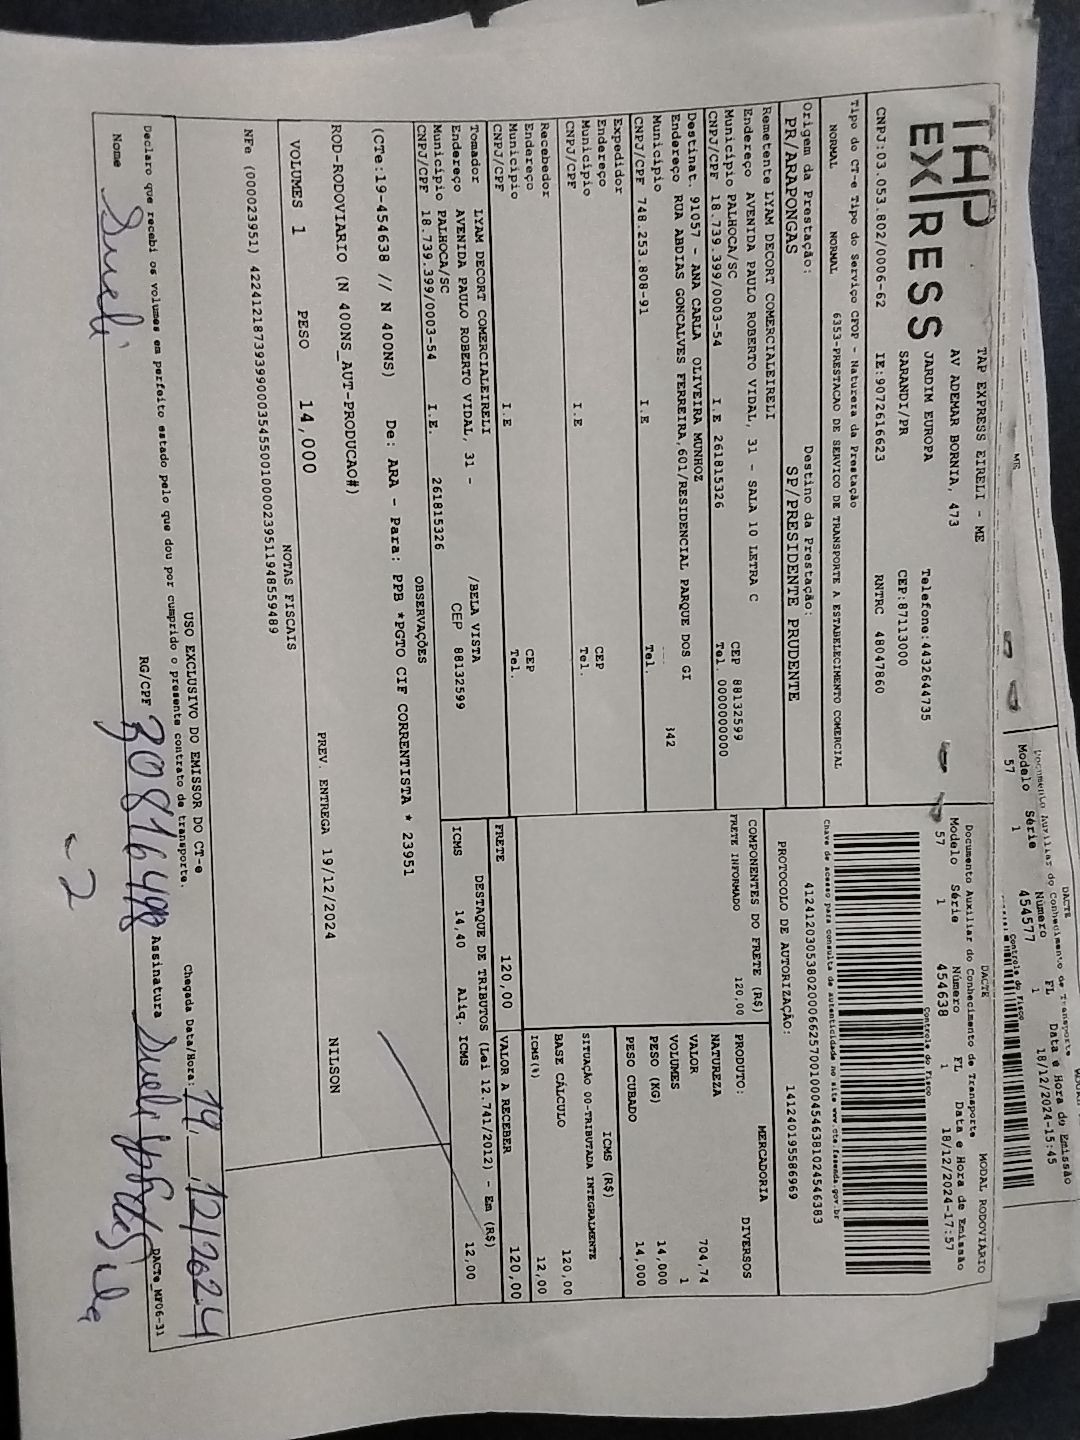 ME
DACTE MODAL
Documento Auxiliar do Conhecimento de Transporte
Modelo Série Número FL Data e Hora de Emissão
57 1 454577 1 18/12/2024-15:45
Controle do Fisco
TAP EXPRESS
TAP EXPRESS EIRELI - ME
AV ADEMAR BORNIA, 473
JARDIM EUROPA Telefone:4432644735
SARANDI/PR CEP:87113000
CNPJ:03.053.802/0006-62 IE:9072616623 RNTRC 48047860
DACTE MODAL RODOVIÁRIO
Documento Auxiliar do Conhecimento de Transporte
Modelo Série Número FL Data e Hora de Emissão
57 1 454638 1 18/12/2024-17:57
Controle do Fisco
Chave de acesso para consulta de autenticidade no site www.cte.fazenda.gov.br
41241203053802000662570010004546381024546383
PROTOCOLO DE AUTORIZAÇÃO: 141240195586969
Tipo do CT-e Tipo do Serviço CFOP - Natureza da Prestação
NORMAL NORMAL 6353-PRESTACAO DE SERVICO DE TRANSPORTE A ESTABELECIMENTO COMERCIAL
Origem da Prestação: Destino da Prestação:
PR/ARAPONGAS SP/PRESIDENTE PRUDENTE
Remetente LYAM DECORT COMERCIALEIRELI
Endereço AVENIDA PAULO ROBERTO VIDAL, 31 - SALA 10 LETRA C
Município PALHOCA/SC CEP 88132599
CNPJ/CPF 18.739.399/0003-54 I.E 261815326 Tel. 0000000000
Destinat. 91057 - ANA CARLA OLIVEIRA MUNHOZ
Endereço RUA ABDIAS GONCALVES FERREIRA,601/RESIDENCIAL PARQUE DOS GI
Município 342
CNPJ/CPF 748.253.808-91 I.E Tel.
Expedidor
Endereço CEP
Município Tel.
CNPJ/CPF I.E
Recebedor
Endereço CEP
Município Tel.
CNPJ/CPF I.E
Tomador LYAM DECORT COMERCIALEIRELI
Endereço AVENIDA PAULO ROBERTO VIDAL, 31 - /BELA VISTA
Município PALHOCA/SC CEP 88132599
CNPJ/CPF 18.739.399/0003-54 I.E. 261815326
COMPONENTES DO FRETE (R$)
FRETE INFORMADO 120,00
FRETE 120,00
MERCADORIA
PRODUTO: DIVERSOS
NATUREZA
VALOR 704,74
VOLUMES 1
PESO (KG) 14,000
PESO CUBADO 14,000
ICMS (R$)
SITUAÇÃO 00-TRIBUTADA INTEGRALMENTE
BASE CÁLCULO 120,00
ICMS(%) 12,00
VALOR A RECEBER 120,00
DESTAQUE DE TRIBUTOS (Lei 12.741/2012) - Em (R$)
ICMS 14,40 Aliq. ICMS 12,00
OBSERVAÇÕES
(CTe:19-454638 // N 400NS) De: ARA - Para: PPB *PGTO CIF CORRENTISTA * 23951
ROD-RODOVIARIO (N 400NS_AUT-PRODUCAO#)
VOLUMES 1 PESO 14,000 PREV. ENTREGA 19/12/2024 NILSON
NOTAS FISCAIS
NFe (000023951) 42241218739399000354550010000239511948559489
USO EXCLUSIVO DO EMISSOR DO CT-e
Declaro que recebi os volumes em perfeito estado pelo que dou por cumprido o presente contrato de transporte. Chegada Data/Hora: 19 12/2024
Nome Sueli RG/CPF Assinatura Sueli
-2
DACTe_MF06-31